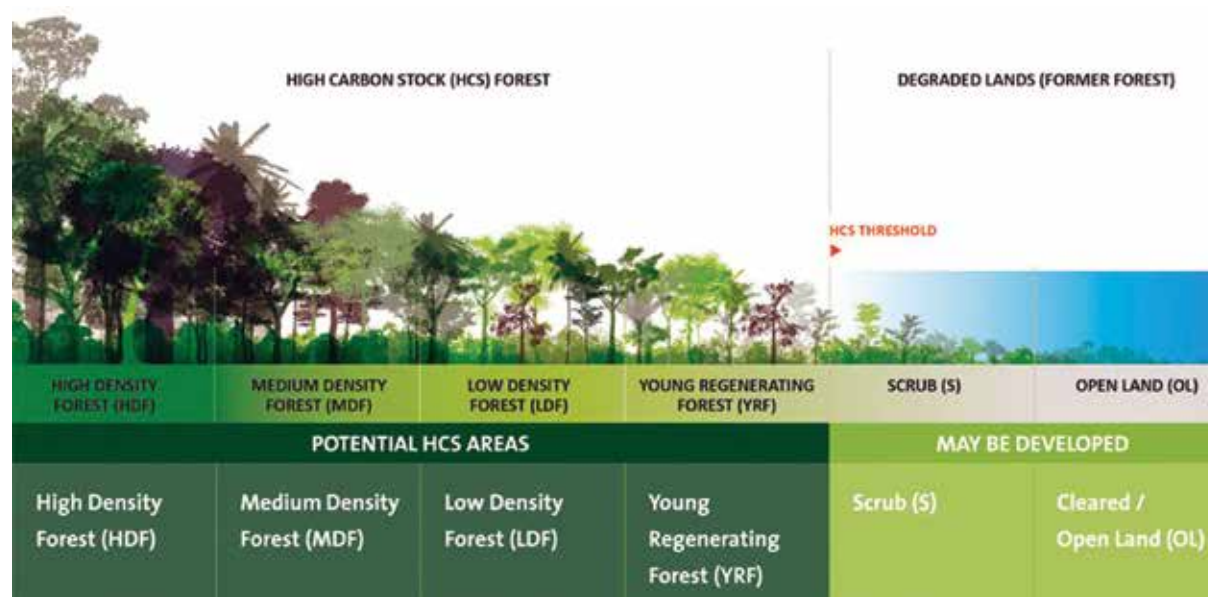 HIGH CARBON STOCK (HCS) FOREST
DEGRADED LANDS (FORMER FOREST)
HCS THRESHOLD
HIGH DENSITY
FOREST (HDF)
MEDIUM DENSITY
FOREST (MDF)
LOW DENSITY
FOREST (LDF)
YOUNG REGENERATING
FOREST (YRF)
SCRUB (S)
OPEN LAND (OL)
POTENTIAL HCS AREAS
MAY BE DEVELOPED
High Density
Forest (HDF)
Medium Density
Forest (MDF)
Low Density
Forest (LDF)
Young
Regenerating
Forest (YRF)
Scrub (S)
Cleared /
Open Land (OL)